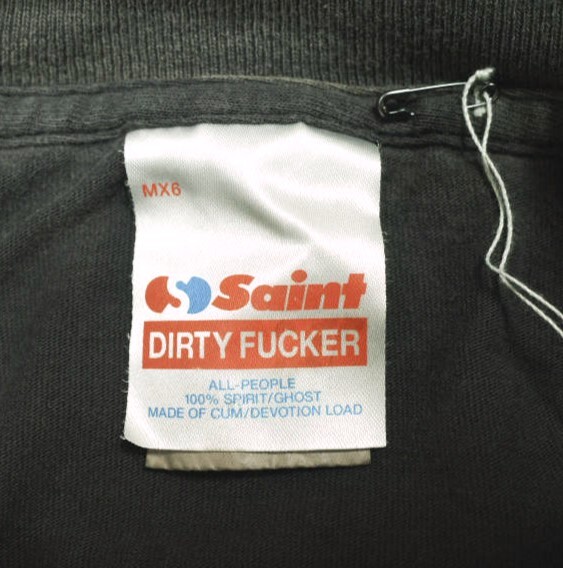 MX6
Saint
DIRTY FUCKER
ALL-PEOPLE
100% SPIRIT/GHOST
MADE OF CUM/DEVOTION LOAD